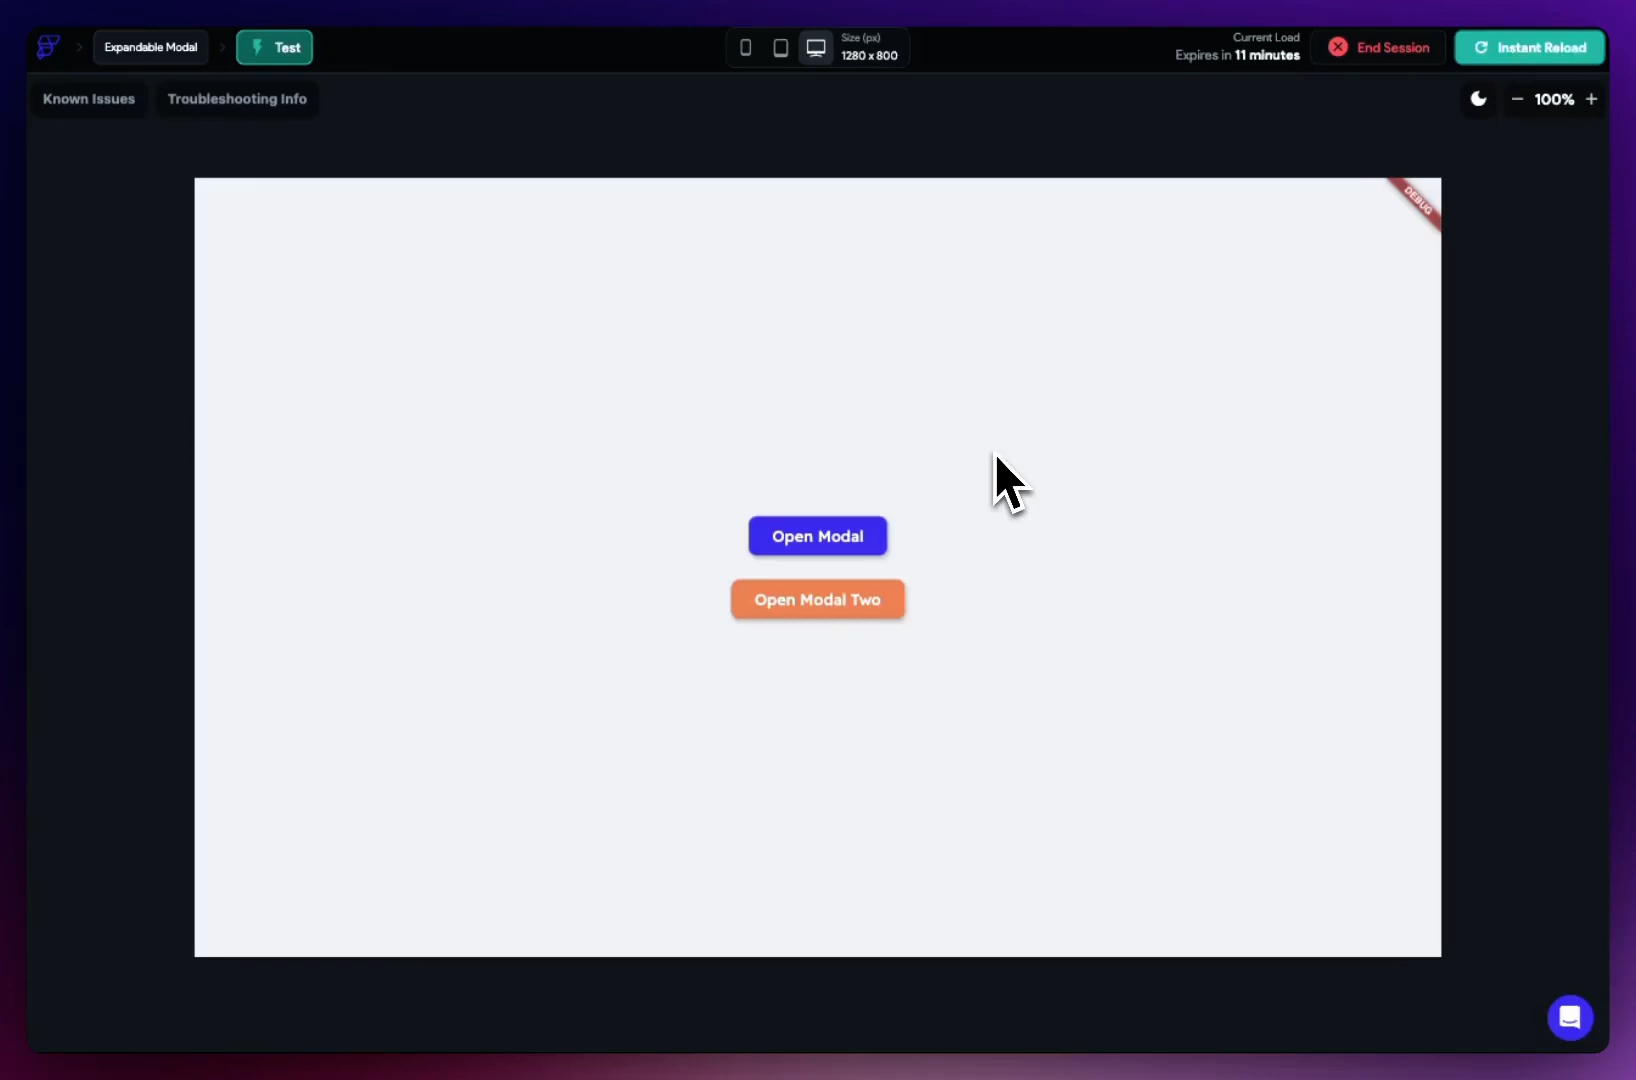 Expandable Modal
Test
Size (px)
1280 x 800
Current Load
Expires in 11 minutes
End Session
Instant Reload
Known Issues
Troubleshooting Info
100%
DEBUG
Open Modal
Open Modal Two